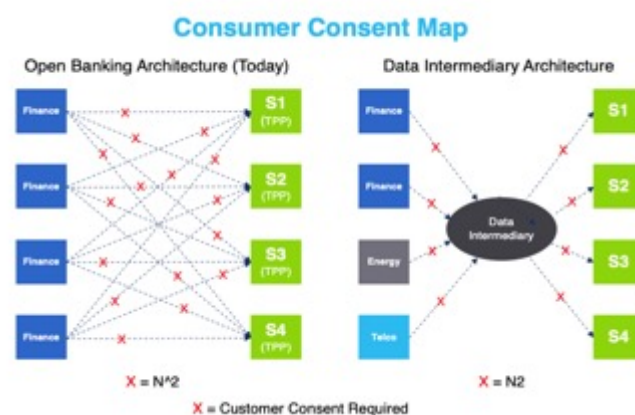 Consumer Consent Map
Open Banking Architecture (Today)
Finance
Finance
Finance
Finance
S1
(TPP)
S2
(TPP)
S3
(TPP)
S4
(TPP)
X = N^2
Data Intermediary Architecture
Finance
Finance
Energy
Telco
Data
Intermediary
S1
S2
S3
S4
X = N2
X = Customer Consent Required